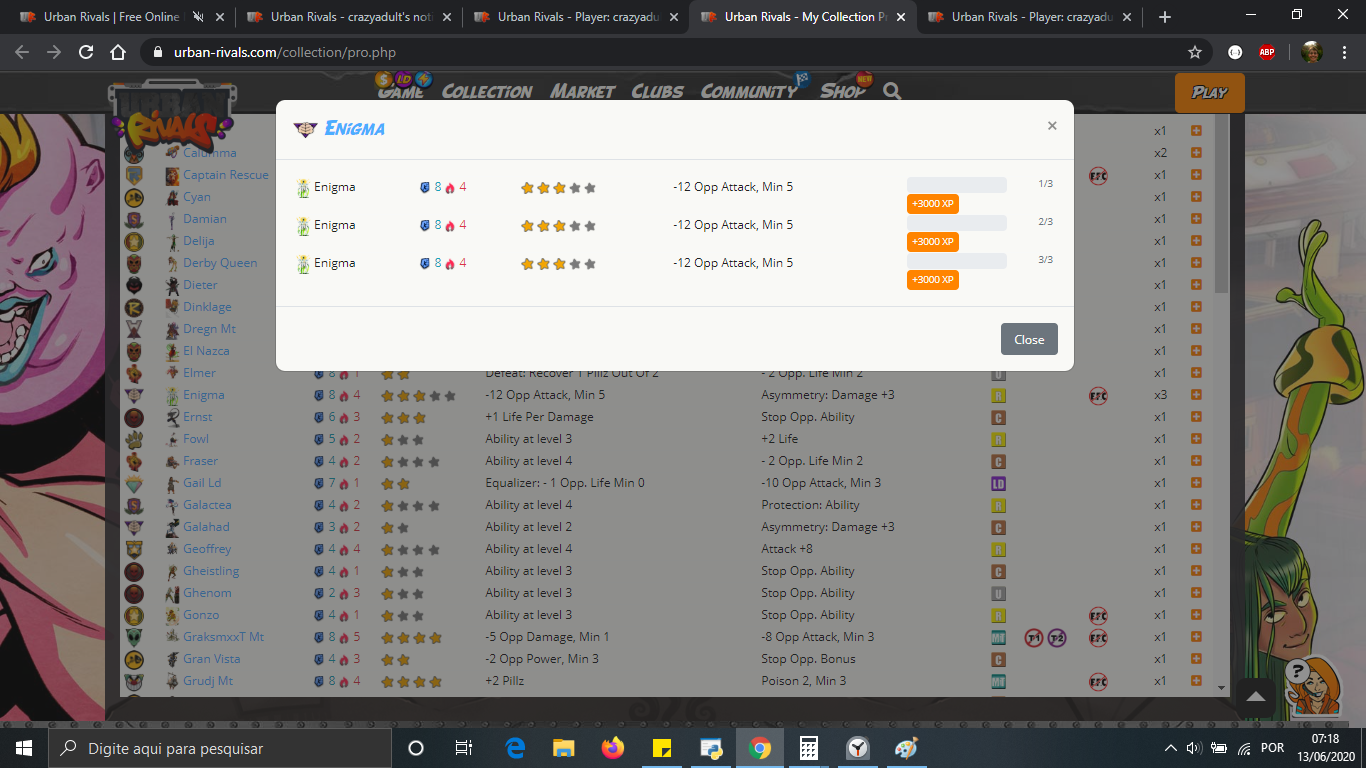 Urban Rivals | Free Online
Urban Rivals - crazyadult's noti
Urban Rivals - Player: crazyadul
Urban Rivals - My Collection Pr
Urban Rivals - Player: crazyadul
urban-rivals.com/collection/pro.php
ABP
URBAN RIVALS
LD
GAME COLLECTION MARKET CLUBS COMMUNITY SHOP
NEW
PLAY
Enigma
×
Enigma 8 4 -12 Opp Attack, Min 5 1/3
+3000 XP
Enigma 8 4 -12 Opp Attack, Min 5 2/3
+3000 XP
Enigma 8 4 -12 Opp Attack, Min 5 3/3
+3000 XP
Close
x1
Calumma x2
Captain Rescue EFC x1
Cyan x1
Damian x1
Delija x1
Derby Queen x1
Dieter x1
Dinklage x1
Dregn Mt x1
El Nazca x1
Elmer 8 1 Defeat: Recover 1 Pillz Out Of 2 - 2 Opp. Life Min 2 U x1
Enigma 8 4 -12 Opp Attack, Min 5 Asymmetry: Damage +3 R EFC x3
Ernst 6 3 +1 Life Per Damage Stop Opp. Ability C x1
Fowl 5 2 Ability at level 3 +2 Life R x1
Fraser 4 2 Ability at level 4 - 2 Opp. Life Min 2 C x1
Gail Ld 7 1 Equalizer: - 1 Opp. Life Min 0 -10 Opp Attack, Min 3 LD x1
Galactea 4 2 Ability at level 4 Protection: Ability R x1
Galahad 3 2 Ability at level 2 Asymmetry: Damage +3 C x1
Geoffrey 4 4 Ability at level 4 Attack +8 R x1
Gheistling 4 1 Ability at level 3 Stop Opp. Ability C x1
Ghenom 2 3 Ability at level 3 Stop Opp. Ability U x1
Gonzo 4 1 Ability at level 3 Stop Opp. Ability R EFC x1
GraksmxxT Mt 8 5 -5 Opp Damage, Min 1 -8 Opp Attack, Min 3 MT T1 T2 EFC x1
Gran Vista 4 3 -2 Opp Power, Min 3 Stop Opp. Bonus C x1
Grudj Mt 8 4 +2 Pillz Poison 2, Min 3 MT EFC x1
?
Digite aqui para pesquisar
POR
07:18
13/06/2020